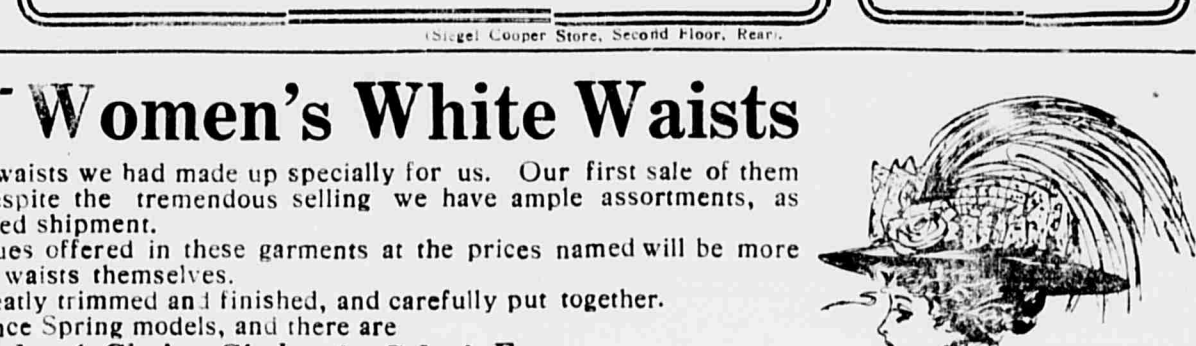 (Siegel Cooper Store, Second Floor, Rear).
Women's White Waists
waists we had made up specially for us. Our first sale of them
spite the tremendous selling we have ample assortments, as
ed shipment.
ues offered in these garments at the prices named will be more
waists themselves.
eatly trimmed and finished, and carefully put together.
nce Spring models, and there are